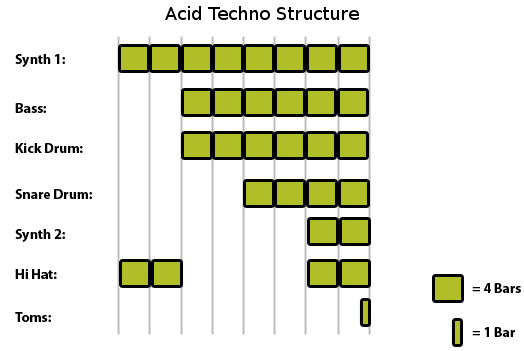 Acid Techno Structure
Synth 1:
Bass:
Kick Drum:
Snare Drum:
Synth 2:
Hi Hat:
= 4 Bars
Toms:
= 1 Bar